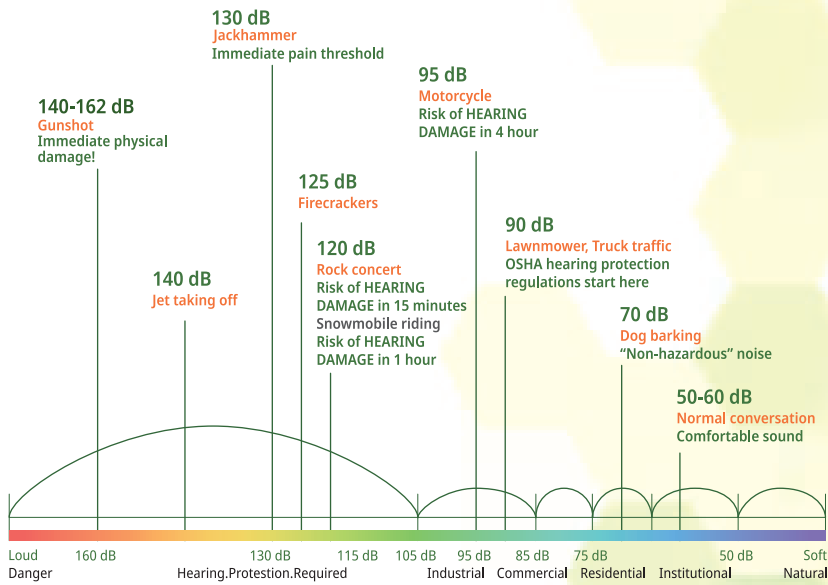 130 dB
Jackhammer
Immediate pain threshold
140-162 dB
Gunshot
Immediate physical
damage!
95 dB
Motorcycle
Risk of HEARING
DAMAGE in 4 hour
125 dB
Firecrackers
140 dB
Jet taking off
120 dB
Rock concert
Risk of HEARING
DAMAGE in 15 minutes
Snowmobile riding
Risk of HEARING
DAMAGE in 1 hour
90 dB
Lawnmower, Truck traffic
OSHA hearing protection
regulations start here
70 dB
Dog barking
“Non-hazardous” noise
50-60 dB
Normal conversation
Comfortable sound
Loud 160 dB 130 dB 115 dB 105 dB 95 dB 85 dB 75 dB 50 dB Soft
Danger Hearing.Protestion.Required Industrial Commercial Residential Institutional Natural